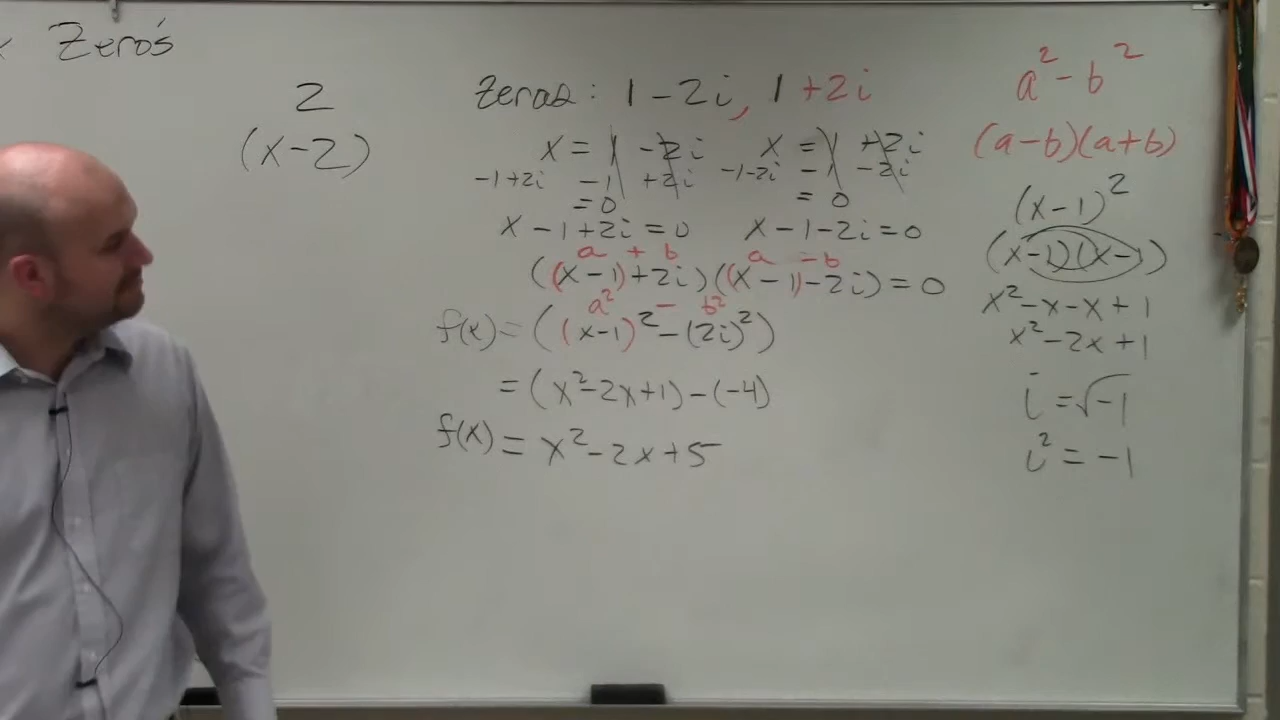 Zeros
2
(x-2)
Zeros: 1-2i, 1+2i
x = 1 -2i
-1+2i -1 +2i
= 0
x -1+2i = 0
x = 1 +2i
-1-2i -1 -2i
= 0
x -1-2i = 0
a + b a - b
((x-1)+2i)((x-1)-2i) = 0
a² - b²
f(x) = ((x-1)²-(2i)²)
= (x²-2x+1)-(-4)
f(x) = x²-2x+5
a²-b²
(a-b)(a+b)
(x-1)²
(x-1)(x-1)
x²-x-x+1
x²-2x+1
i = √-1
i² = -1